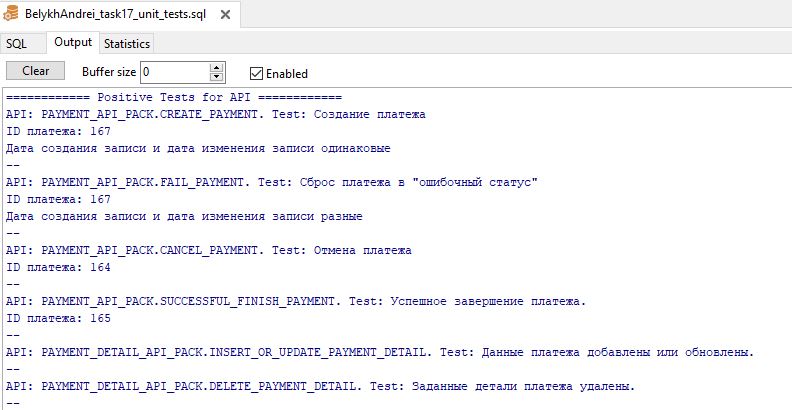 BelykhAndrei_task17_unit_tests.sql
SQL Output Statistics
Clear Buffer size 0 Enabled
============ Positive Tests for API ============
API: PAYMENT_API_PACK.CREATE_PAYMENT. Test: Создание платежа
ID платежа: 167
Дата создания записи и дата изменения записи одинаковые
--
API: PAYMENT_API_PACK.FAIL_PAYMENT. Test: Сброс платежа в "ошибочный статус"
ID платежа: 167
Дата создания записи и дата изменения записи разные
--
API: PAYMENT_API_PACK.CANCEL_PAYMENT. Test: Отмена платежа
ID платежа: 164
--
API: PAYMENT_API_PACK.SUCCESSFUL_FINISH_PAYMENT. Test: Успешное завершение платежа.
ID платежа: 165
--
API: PAYMENT_DETAIL_API_PACK.INSERT_OR_UPDATE_PAYMENT_DETAIL. Test: Данные платежа добавлены или обновлены.
--
API: PAYMENT_DETAIL_API_PACK.DELETE_PAYMENT_DETAIL. Test: Заданные детали платежа удалены.
--